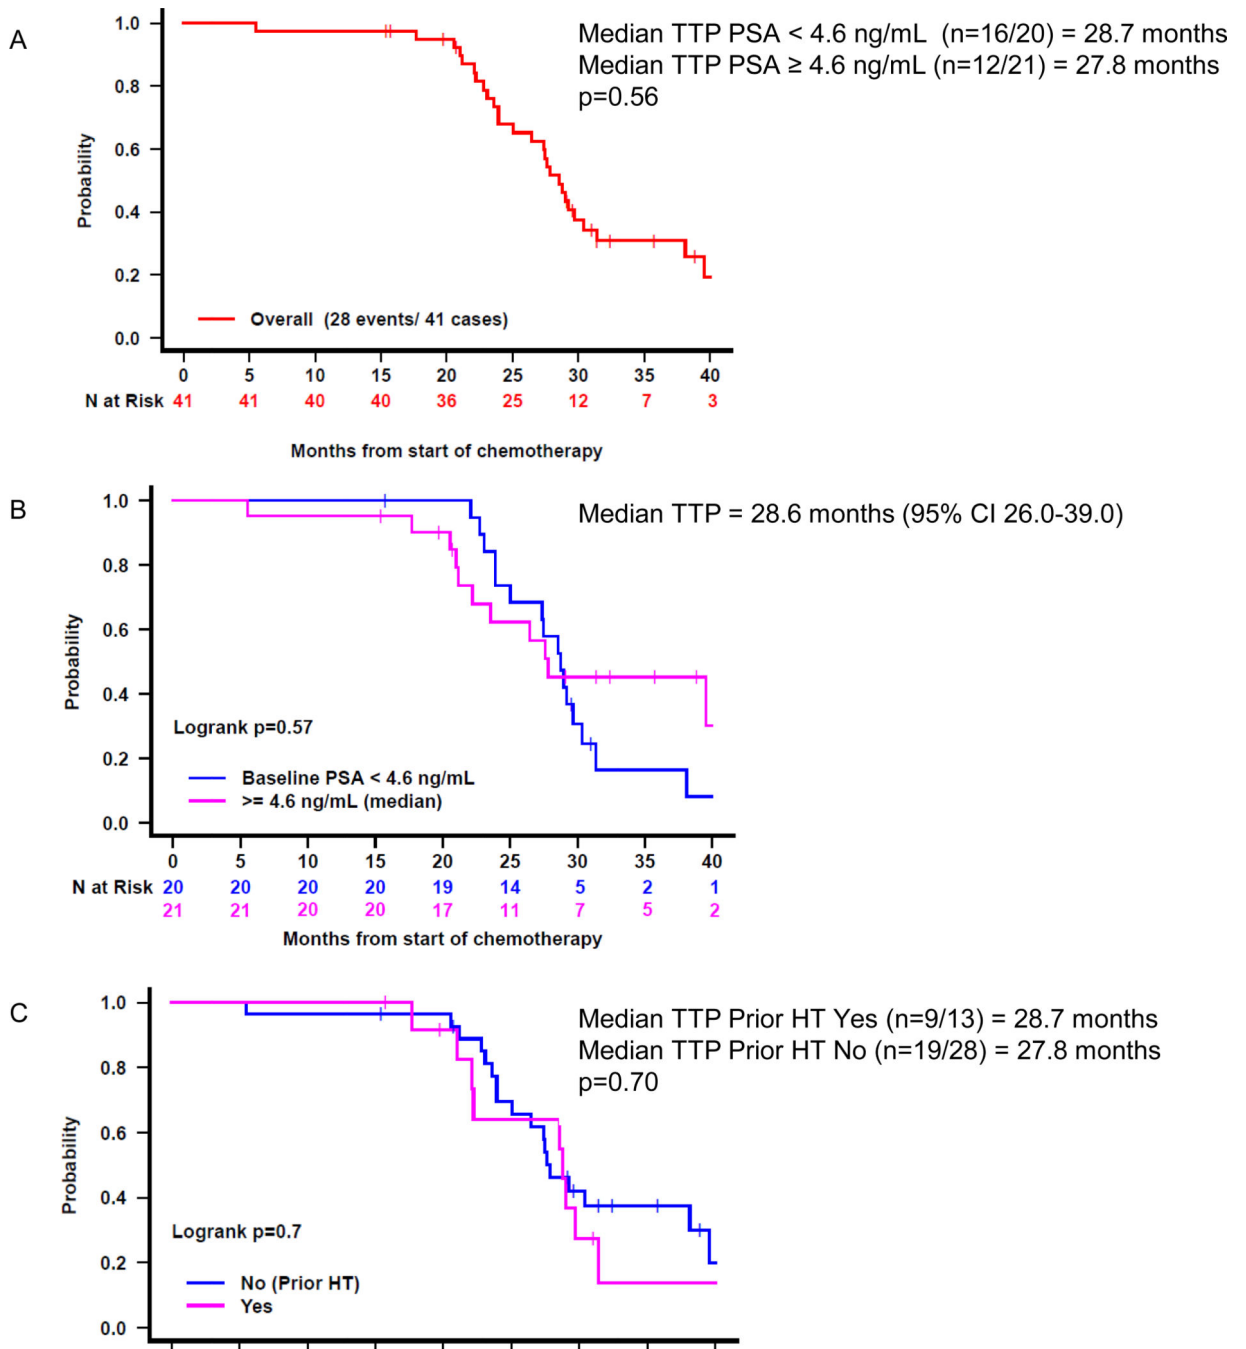 A
Median TTP PSA < 4.6 ng/mL (n=16/20) = 28.7 months
Median TTP PSA ≥ 4.6 ng/mL (n=12/21) = 27.8 months
p=0.56
1.0
0.8
0.6
0.4
0.2
0.0
Probability
Overall (28 events/ 41 cases)
0 5 10 15 20 25 30 35 40
N at Risk 41 41 40 40 36 25 12 7 3
Months from start of chemotherapy
B
Median TTP = 28.6 months (95% CI 26.0-39.0)
1.0
0.8
0.6
0.4
0.2
0.0
Probability
Logrank p=0.57
Baseline PSA < 4.6 ng/mL
>= 4.6 ng/mL (median)
0 5 10 15 20 25 30 35 40
N at Risk 20 20 20 20 19 14 5 2 1
21 21 20 20 17 11 7 5 2
Months from start of chemotherapy
C
Median TTP Prior HT Yes (n=9/13) = 28.7 months
Median TTP Prior HT No (n=19/28) = 27.8 months
p=0.70
1.0
0.8
0.6
0.4
0.2
0.0
Probability
Logrank p=0.7
No (Prior HT)
Yes